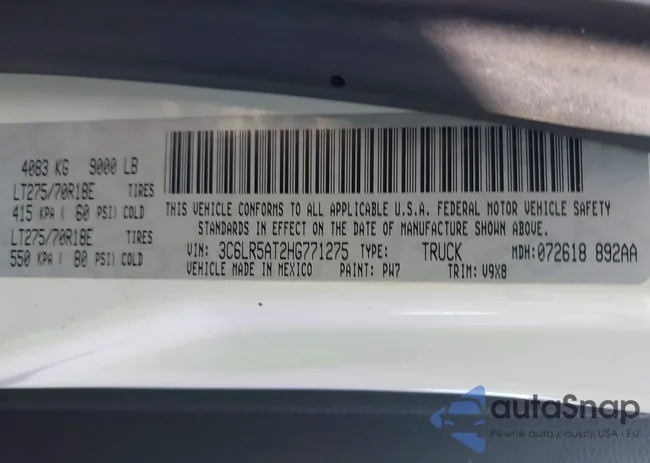 4083 KG 9000 LB
LT275/70R18E TIRES
415 KPA ( 60 PSI) COLD
LT275/70R18E TIRES
550 KPA ( 80 PSI) COLD
THIS VEHICLE CONFORMS TO ALL APPLICABLE U.S.A. FEDERAL MOTOR VEHICLE SAFETY
STANDARDS IN EFFECT ON THE DATE OF MANUFACTURE SHOWN ABOVE.
VIN: 3C6LR5AT2HG771275 TYPE: TRUCK MDH: 072618 892AA
VEHICLE MADE IN MEXICO PAINT: PW7 TRIM: V9X8
autaSnap
Pewne auta z aukcji USA i EU